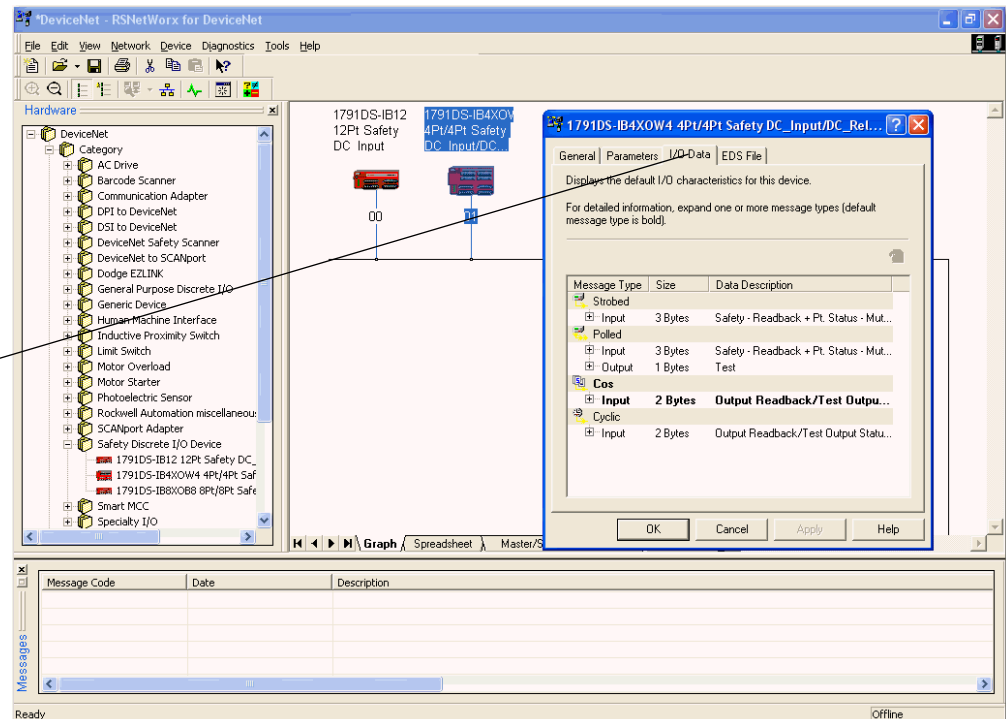 *DeviceNet - RSNetWorx for DeviceNet
File Edit View Network Device Diagnostics Tools Help
Hardware
DeviceNet
Category
AC Drive
Barcode Scanner
Communication Adapter
DPI to DeviceNet
DSI to DeviceNet
DeviceNet Safety Scanner
DeviceNet to SCANport
Dodge EZLINK
General Purpose Discrete I/O
Generic Device
Human Machine Interface
Inductive Proximity Switch
Limit Switch
Motor Overload
Motor Starter
Photoelectric Sensor
Rockwell Automation miscellaneou
SCANport Adapter
Safety Discrete I/O Device
1791DS-IB12 12Pt Safety DC_
1791DS-IB4XOW4 4Pt/4Pt Saf
1791DS-IB8XOB8 8Pt/8Pt Safe
Smart MCC
Specialty I/O
1791DS-IB12
12Pt Safety
DC Input
00
1791DS-IB4XOW
4Pt/4Pt Safety
DC_Input/DC...
01
Graph Spreadsheet Master/S
1791DS-IB4XOW4 4Pt/4Pt Safety DC_Input/DC_Rel...
General Parameters I/O Data EDS File
Displays the default I/O characteristics for this device.
For detailed information, expand one or more message types (default
message type is bold).
Message Type Size Data Description
Strobed
Input 3 Bytes Safety - Readback + Pt. Status - Mut...
Polled
Input 3 Bytes Safety - Readback + Pt. Status - Mut...
Output 1 Bytes Test
Cos
Input 2 Bytes Output Readback/Test Outpu...
Cyclic
Input 2 Bytes Output Readback/Test Output Statu...
OK Cancel Apply Help
Messages
Message Code Date Description
Ready Offline